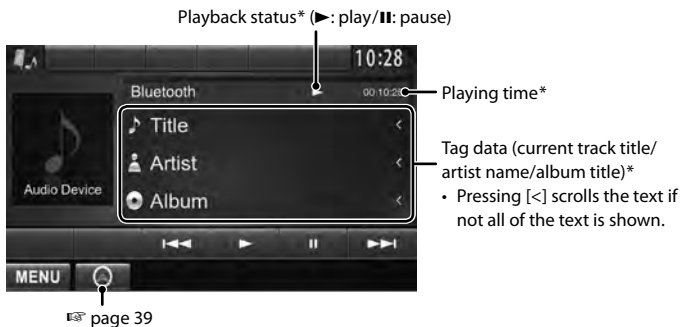 Playback status* (►: play/II: pause)
10:28
Bluetooth ► 00:10:28
Playing time*
Title <
Artist <
Album <
Audio Device
Tag data (current track title/
artist name/album title)*
• Pressing [<] scrolls the text if
not all of the text is shown.
MENU
☞ page 39